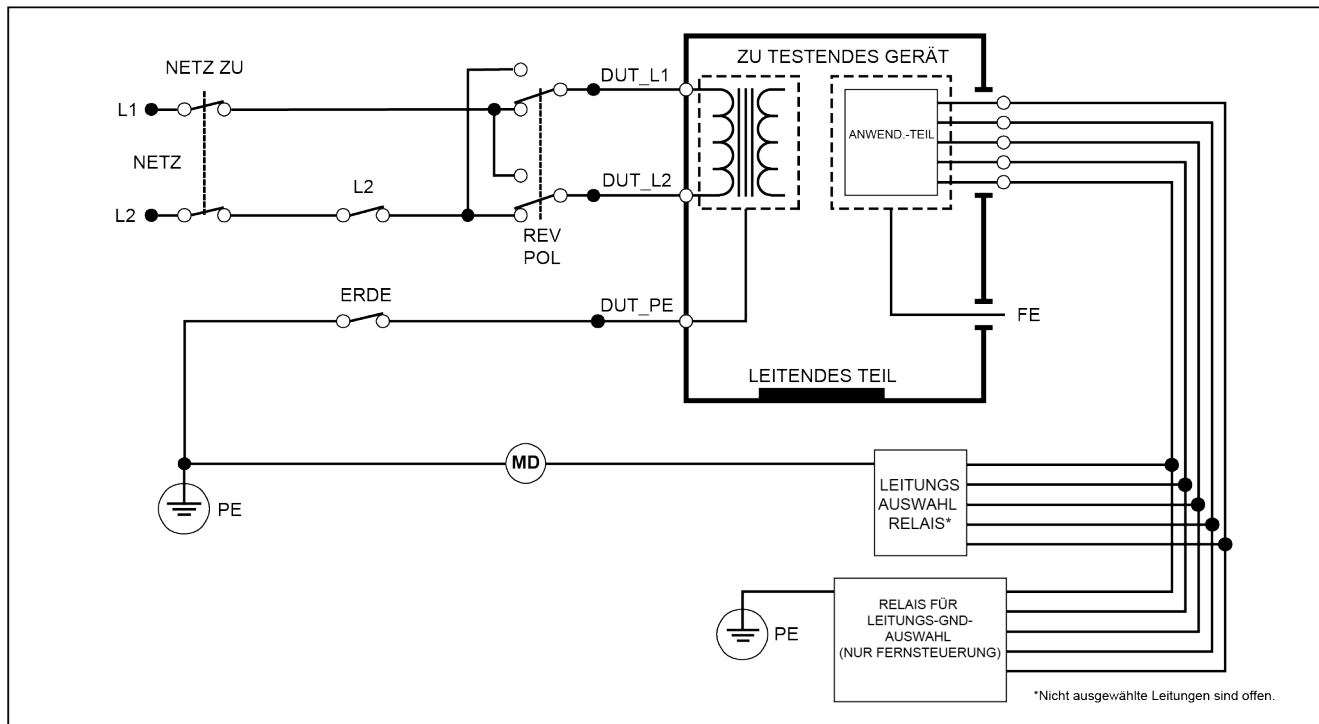 NETZ ZU
ZU TESTENDES GERÄT
DUT_L1
L1
ANWEND.-TEIL
NETZ
L2
DUT_L2
L2
REV
POL
ERDE
DUT_PE
FE
LEITENDES TEIL
MD
LEITUNGS
AUSWAHL
RELAIS*
PE
RELAIS FÜR
LEITUNGS-GND-
AUSWAHL
(NUR FERNSTEUERUNG)
PE
*Nicht ausgewählte Leitungen sind offen.